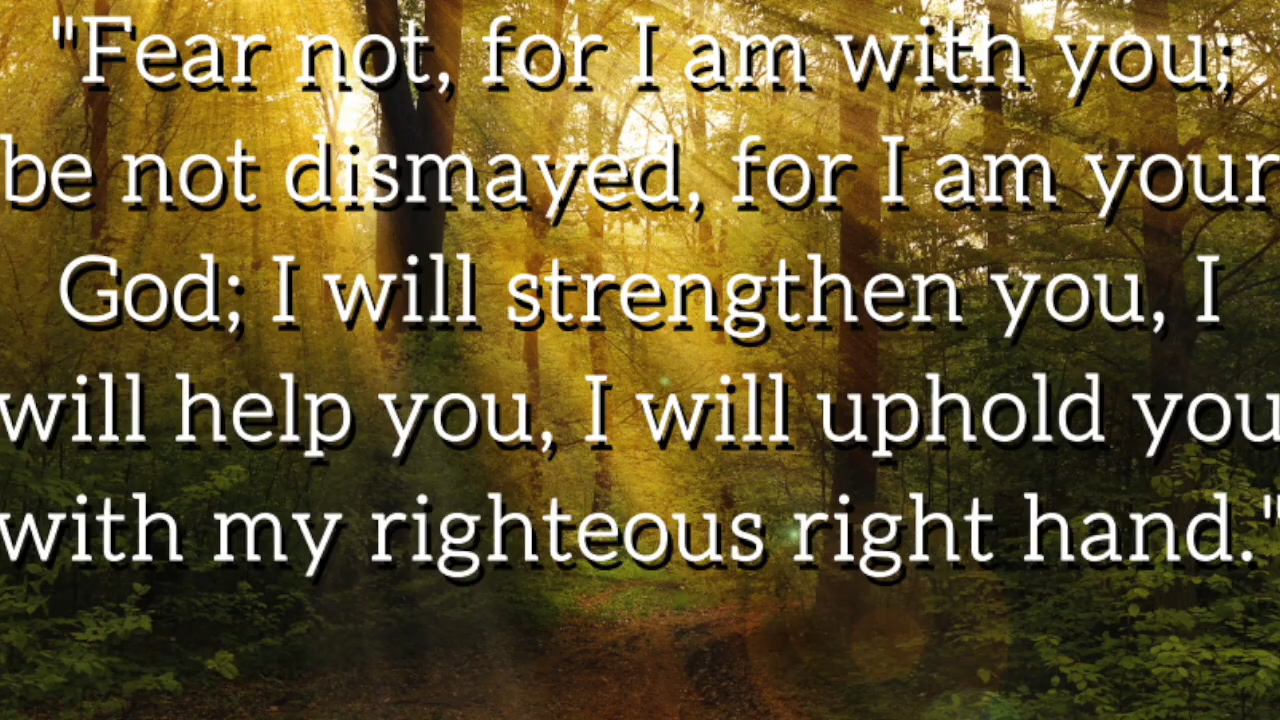 "Fear not, for I am with you;
be not dismayed, for I am your
God; I will strengthen you, I
will help you, I will uphold you
with my righteous right hand."